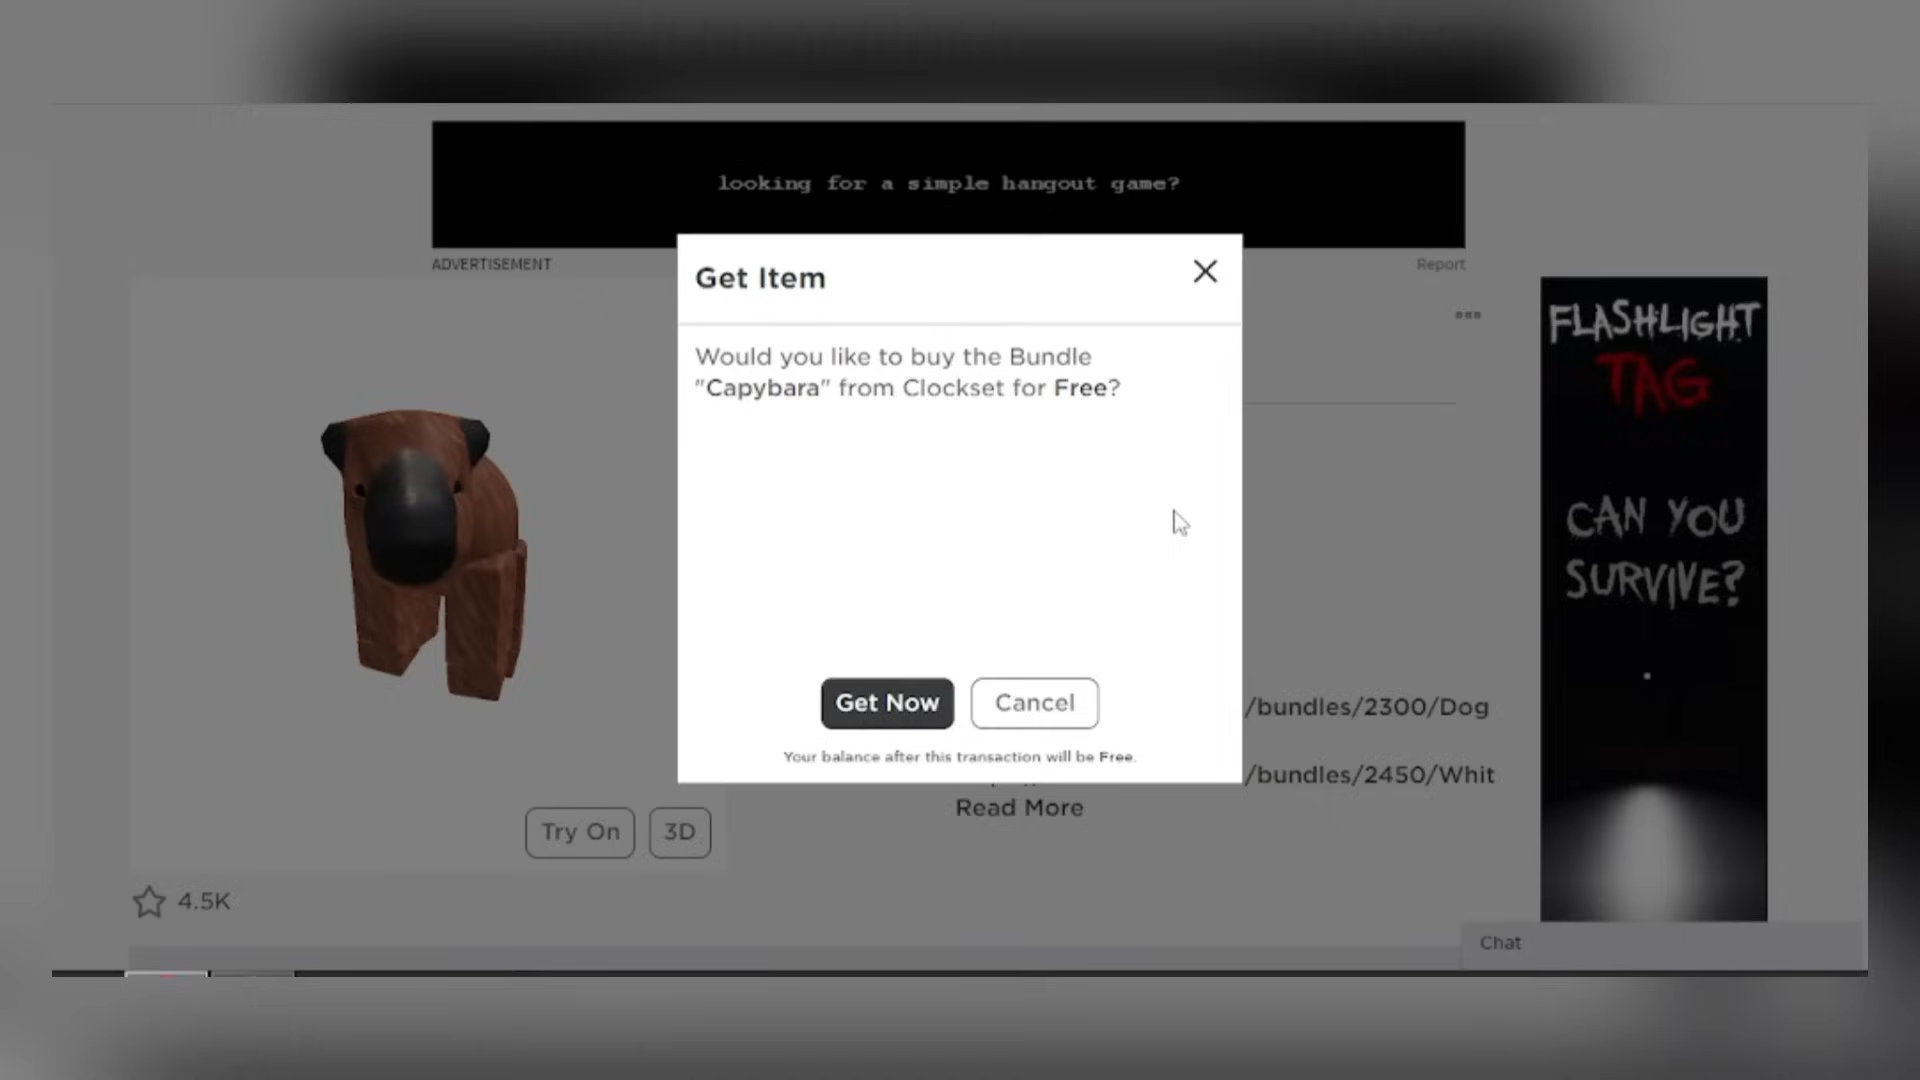 looking for a simple hangout game?
ADVERTISEMENT
Report
Get Item
Would you like to buy the Bundle
"Capybara" from Clockset for Free?
Get Now
Cancel
Your balance after this transaction will be Free.
/bundles/2300/Dog
/bundles/2450/Whit
Read More
Try On
3D
4.5K
FLASHLIGHT
TAG
CAN YOU
SURVIVE?
Chat